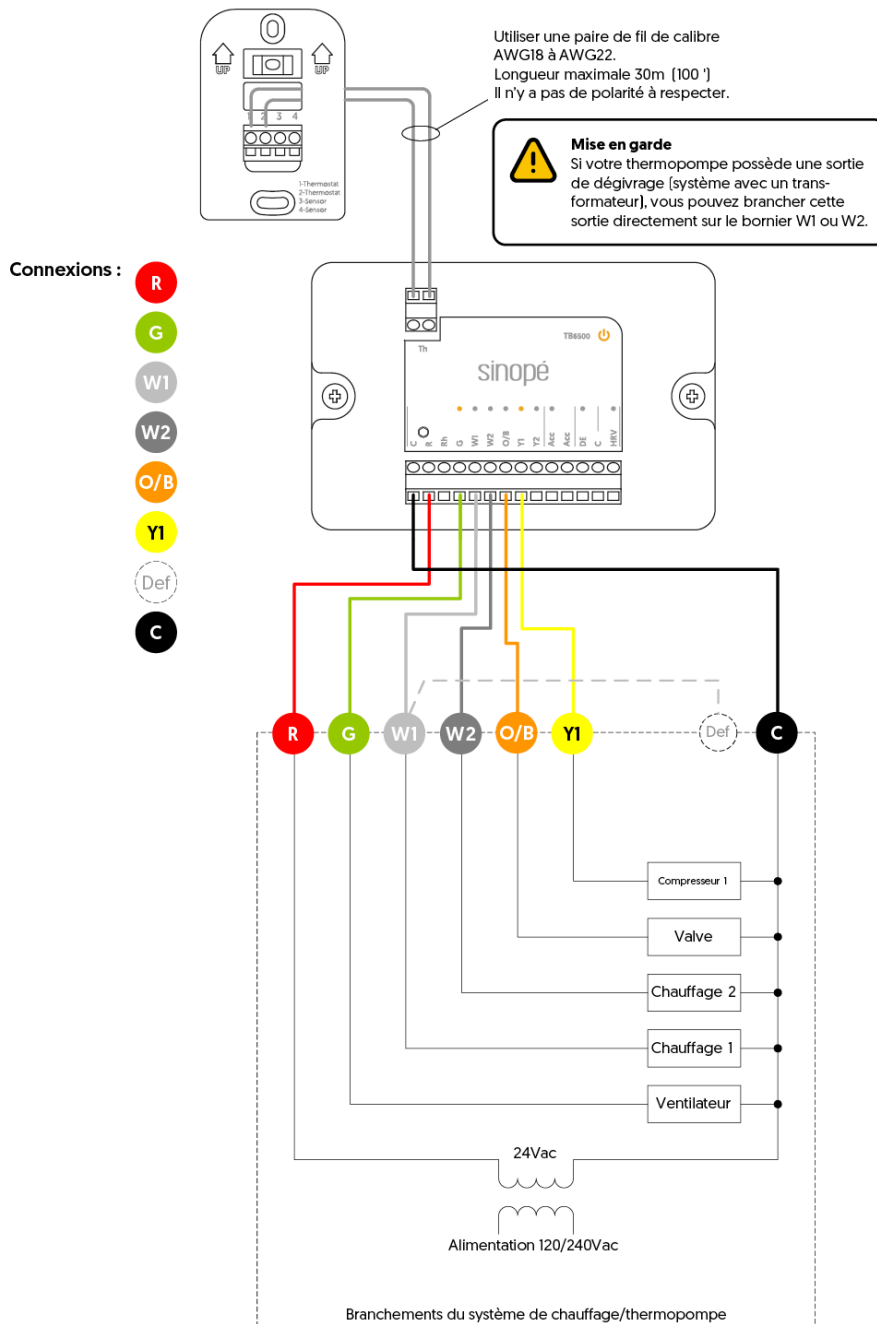 Utiliser une paire de fil de calibre
AWG18 à AWG22.
Longueur maximale 30m (100 ')
Il n'y a pas de polarité à respecter.
UP
UP
1 2 3 4
1-Thermostat
2-Thermostat
3-Sensor
4-Sensor
Mise en garde
Si votre thermopompe possède une sortie
de dégivrage (système avec un trans-
formateur), vous pouvez brancher cette
sortie directement sur le bornier W1 ou W2.
Connexions :
R
G
W1
W2
O/B
Y1
Def
C
Th
TB6500
sinopé
C
R
Rh
G
W1
W2
O/B
Y1
Y2
Acc
Acc
DE
C
HRV
R
G
W1
W2
O/B
Y1
Def
C
Compresseur 1
Valve
Chauffage 2
Chauffage 1
Ventilateur
24Vac
Alimentation 120/240Vac
Branchements du système de chauffage/thermopompe